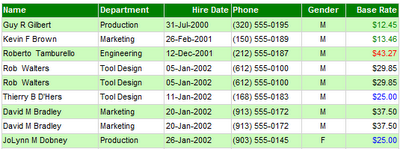 Name Department Hire Date Phone Gender Base Rate
Guy R Gilbert Production 31-Jul-2000 (320) 555-0195 M $12.45
Kevin F Brown Marketing 26-Feb-2001 (150) 555-0189 M $13.46
Roberto Tamburello Engineering 12-Dec-2001 (212) 555-0187 M $43.27
Rob Walters Tool Design 05-Jan-2002 (612) 555-0100 M $29.85
Rob Walters Tool Design 05-Jan-2002 (612) 555-0100 M $29.85
Thierry B D'Hers Tool Design 11-Jan-2002 (168) 555-0183 M $25.00
David M Bradley Marketing 20-Jan-2002 (913) 555-0172 M $37.50
David M Bradley Marketing 20-Jan-2002 (913) 555-0172 M $37.50
JoLynn M Dobney Production 26-Jan-2002 (903) 555-0145 F $25.00